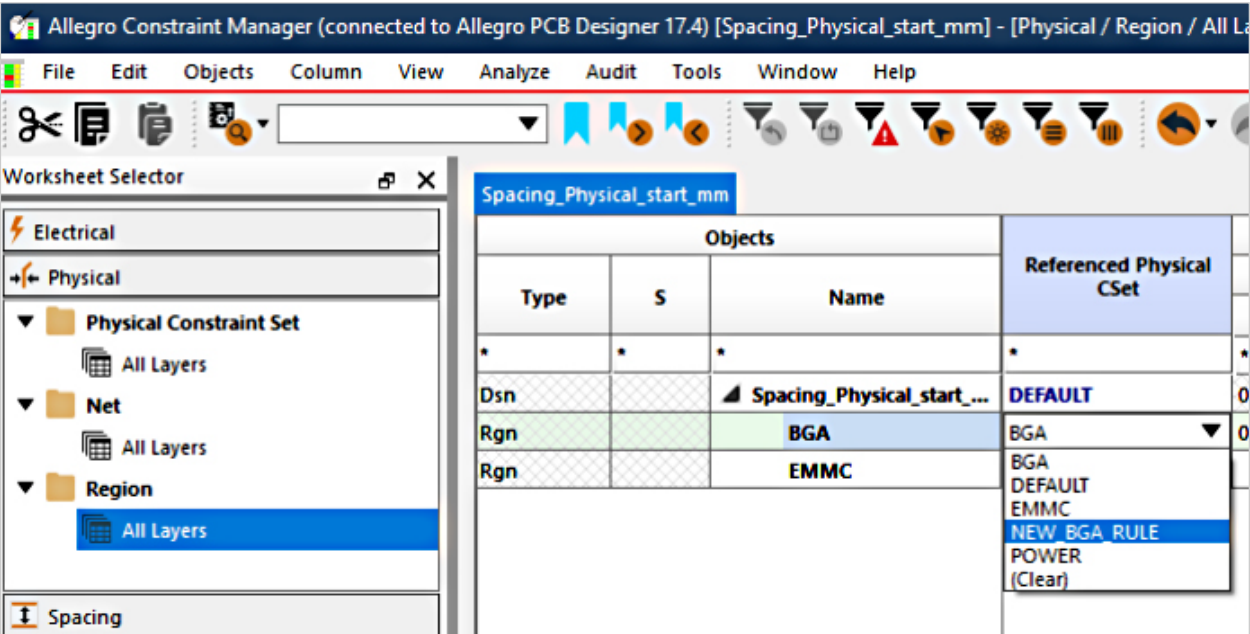 Allegro Constraint Manager (connected to Allegro PCB Designer 17.4) [Spacing_Physical_start_mm] - [Physical / Region / All La
File Edit Objects Column View Analyze Audit Tools Window Help
Worksheet Selector
Electrical
Physical
Physical Constraint Set
All Layers
Net
All Layers
Region
All Layers
Spacing
Spacing_Physical_start_mm
Objects
Referenced Physical
CSet
Type S Name
* * * * *
Dsn Spacing_Physical_start_... DEFAULT 0
Rgn BGA BGA 0
Rgn EMMC
BGA
DEFAULT
EMMC
NEW_BGA_RULE
POWER
(Clear)